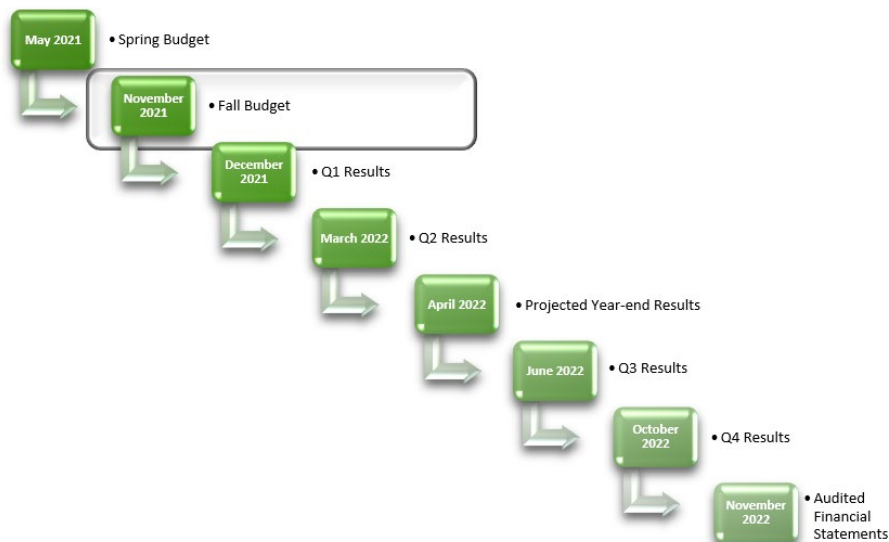 May 2021
• Spring Budget
November
2021
• Fall Budget
December
2021
• Q1 Results
March 2022
• Q2 Results
April 2022
• Projected Year-end Results
June 2022
• Q3 Results
October
2022
• Q4 Results
November
2022
• Audited
Financial
Statements